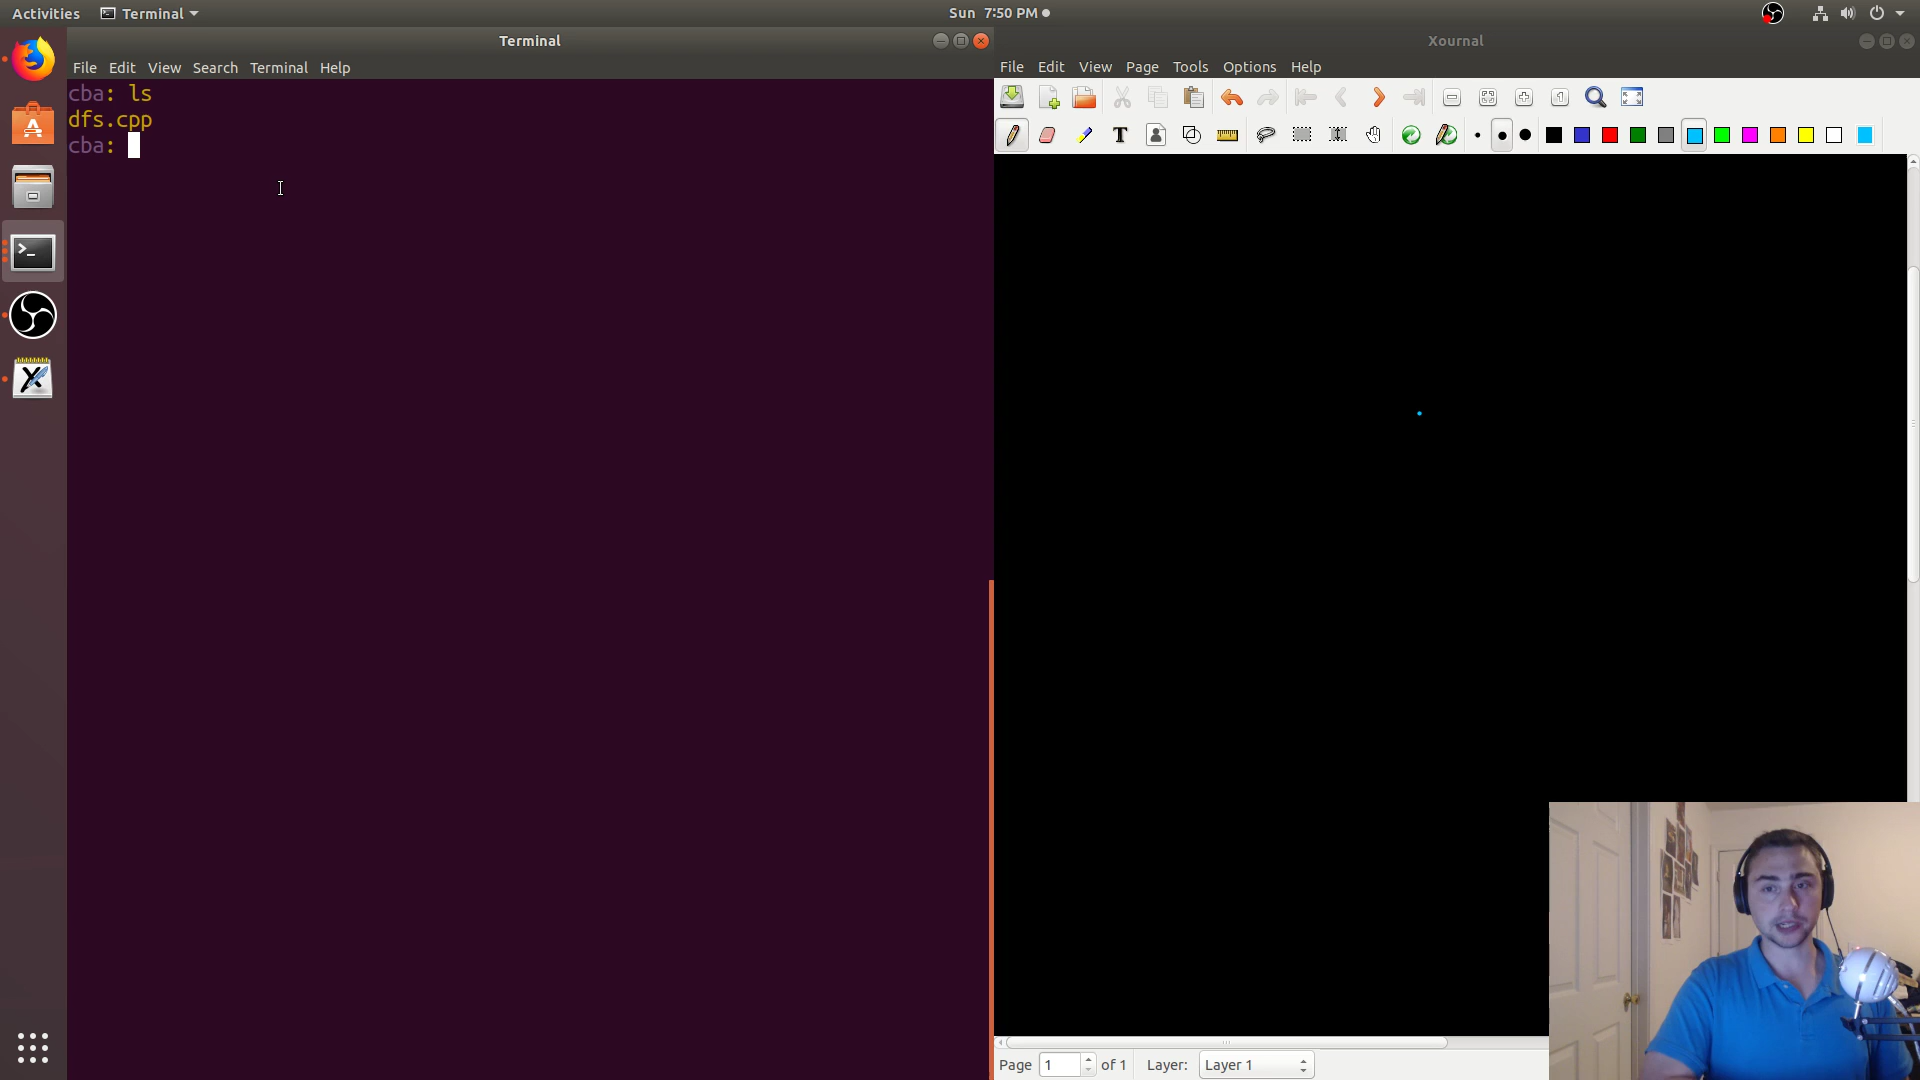 Activities Terminal Sun 7:50 PM
Terminal
File Edit View Search Terminal Help
cba: ls
dfs.cpp
cba:
Xournal
File Edit View Page Tools Options Help
Page 1 of 1 Layer: Layer 1